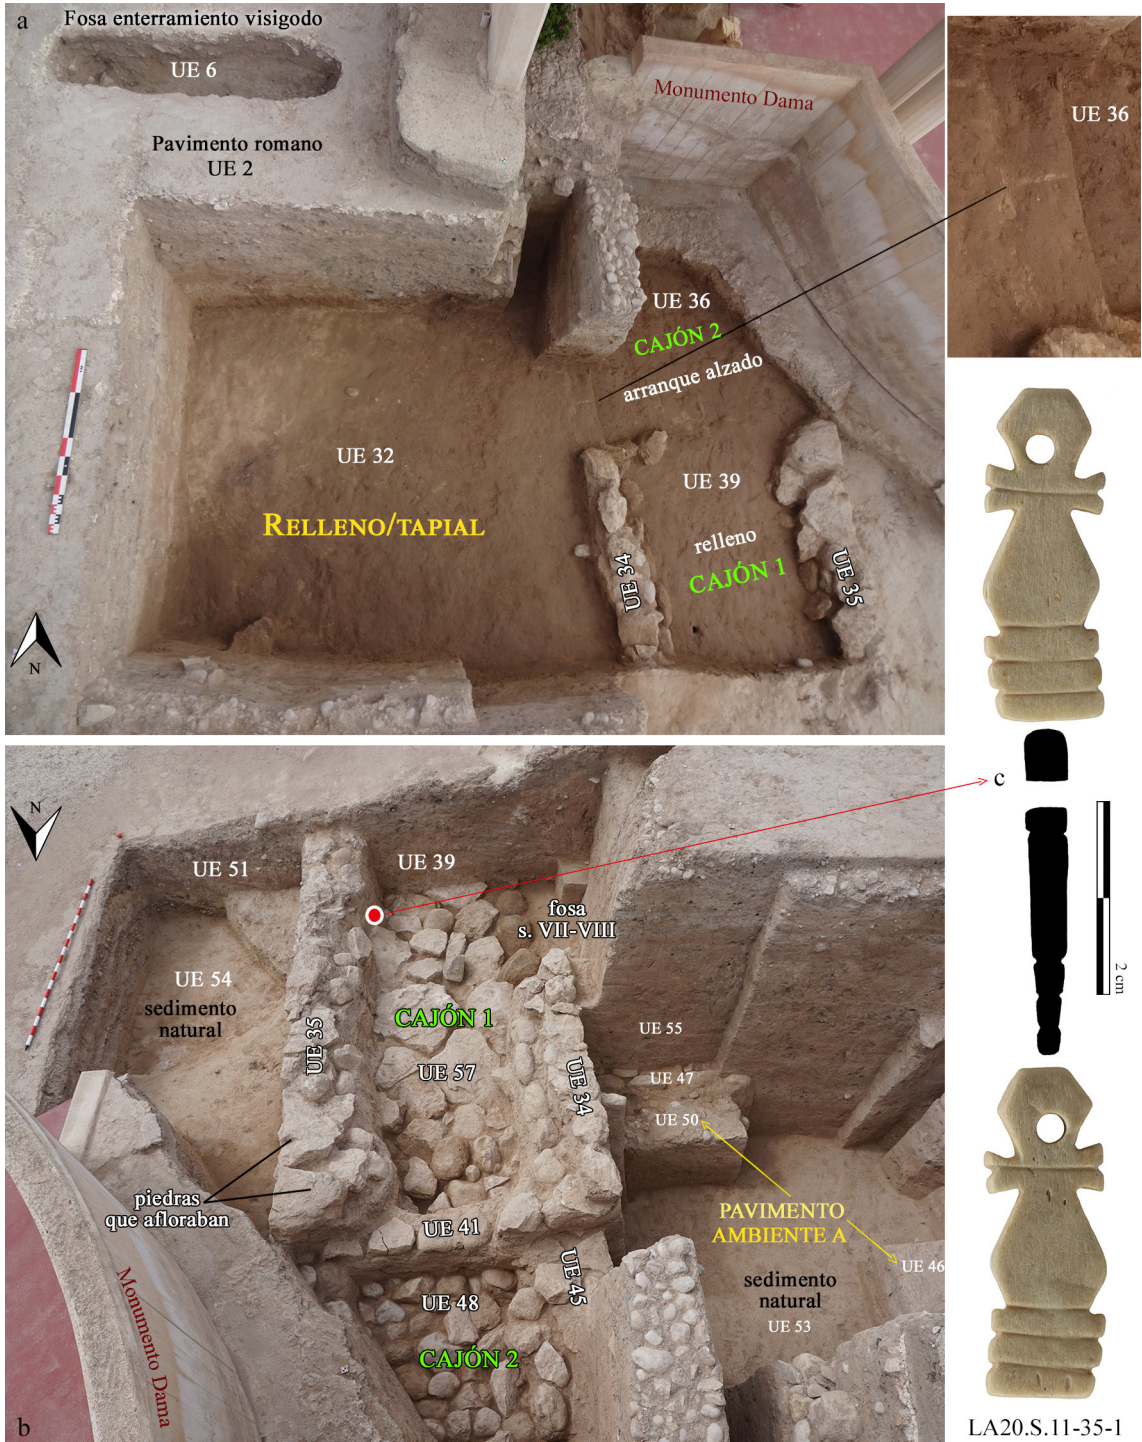 a
Fosa enterramiento visigodo
UE 6
Pavimento romano
UE 2
Monumento Dama
UE 36
UE 36
CAJÓN 2
arranque alzado
UE 32
RELLENO/TAPIAL
UE 39
relleno
CAJÓN 1
UE 34
UE 35
N
N
UE 51
UE 39
fosa
s. VII-VIII
UE 54
sedimento
natural
CAJÓN 1
UE 35
UE 57
UE 34
UE 55
UE 47
UE 50
piedras
que afloraban
UE 41
PAVIMENTO
AMBIENTE A
UE 45
UE 46
sedimento
natural
UE 53
UE 48
CAJÓN 2
Monumento Dama
b
c
2 cm
LA20.S.11-35-1